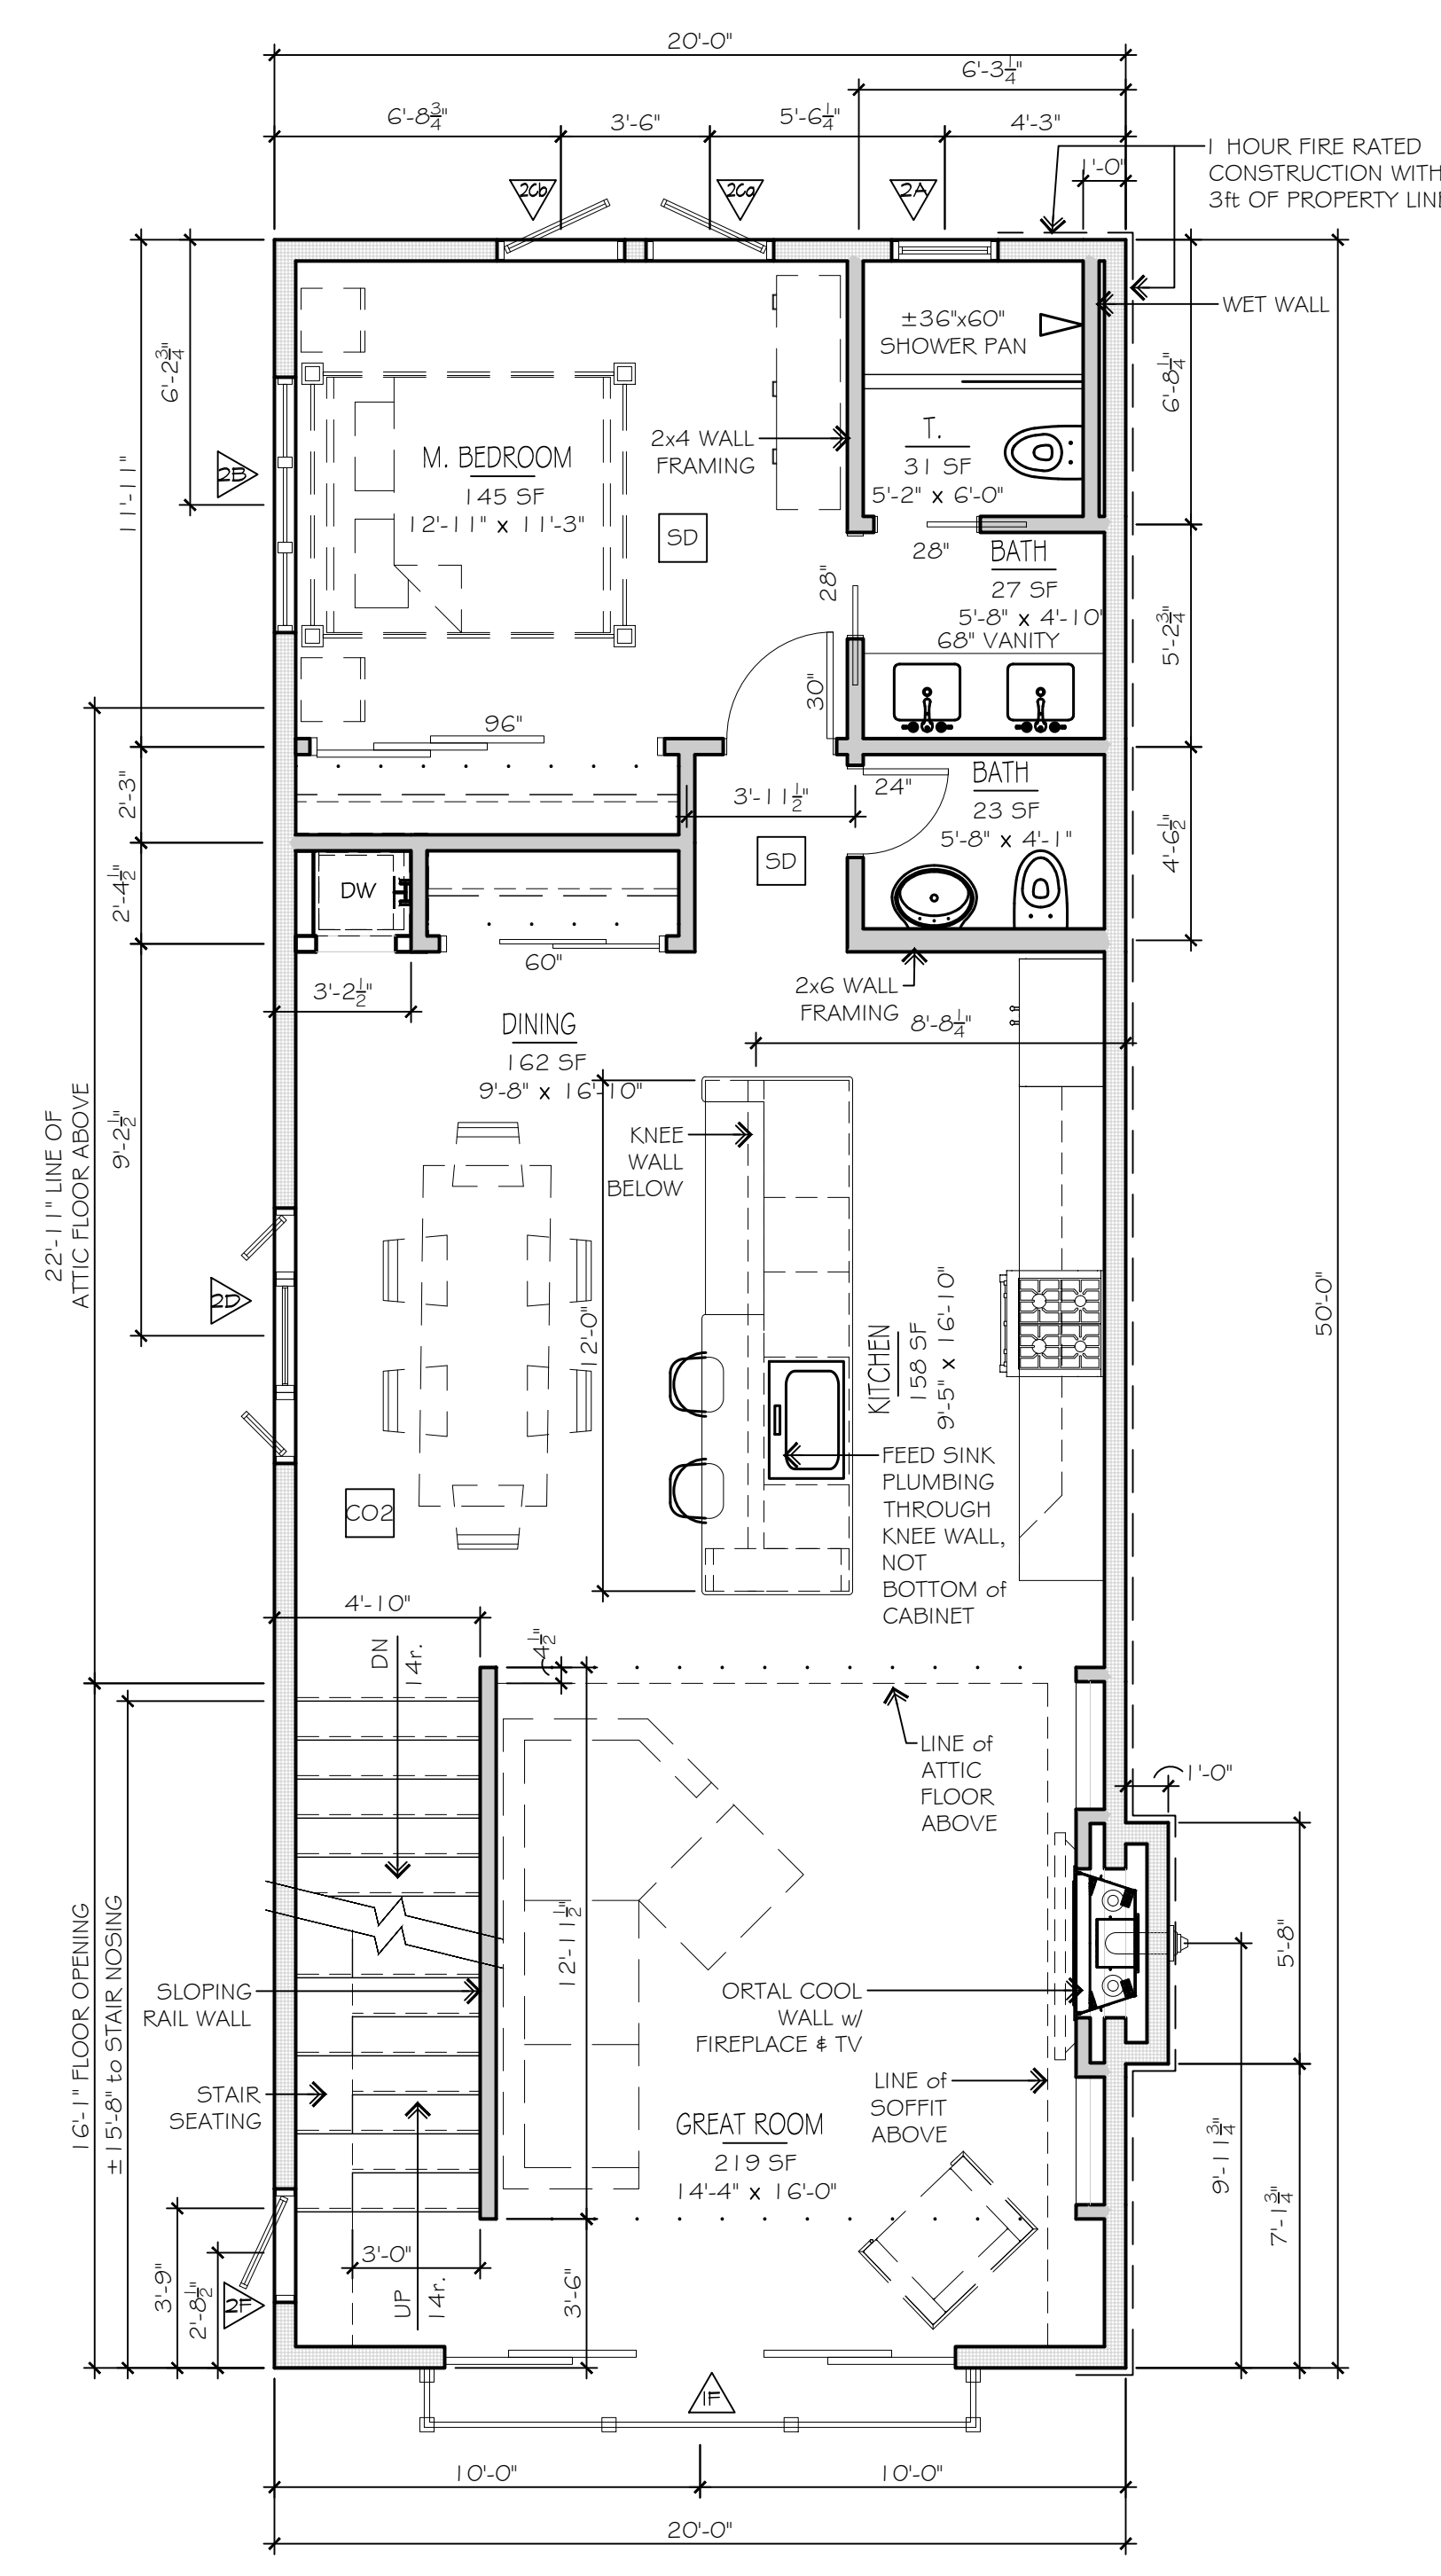 20'-0"
6'-3 1/4"
6'-8 3/4"
3'-6"
5'-6 1/4"
4'-3"
1 HOUR FIRE RATED
CONSTRUCTION WITH
3ft OF PROPERTY LINE
1'-0"
2Cb
2Ca
2A
WET WALL
±36"x60"
SHOWER PAN
6'-2 3/4"
6'-8 1/4"
11'-11"
2B
M. BEDROOM
145 SF
12'-11" x 11'-3"
2x4 WALL
FRAMING
T.
31 SF
5'-2" x 6'-0"
SD
28"
28"
BATH
27 SF
5'-8" x 4'-10"
68" VANITY
5'-2 3/4"
30"
96"
2'-3"
3'-11 1/2"
24"
BATH
23 SF
5'-8" x 4'-1"
4'-6 1/2"
SD
2'-4 1/2"
DW
60"
3'-2 1/2"
2x6 WALL
FRAMING
8'-8 1/4"
DINING
162 SF
9'-8" x 16'-10"
22'-11" LINE OF
ATTIC FLOOR ABOVE
9'-2 1/2"
KNEE
WALL
BELOW
2D
12'-0"
KITCHEN
158 SF
9'-5" x 16'-10"
50'-0"
FEED SINK
PLUMBING
THROUGH
KNEE WALL,
NOT
BOTTOM of
CABINET
CO2
4'-10"
DN
14r.
4 1/2"
LINE of
ATTIC
FLOOR
ABOVE
1'-0"
16'-1" FLOOR OPENING
±15'-8" to STAIR NOSING
12'-11 1/2"
5'-8"
SLOPING
RAIL WALL
ORTAL COOL
WALL w/
FIREPLACE & TV
STAIR
SEATING
LINE of
SOFFIT
ABOVE
GREAT ROOM
219 SF
14'-4" x 16'-0"
9'-11 3/4"
7'-1 3/4"
3'-9"
2'-8 1/2"
2F
3'-0"
UP
14r.
3'-6"
1F
10'-0"
10'-0"
20'-0"